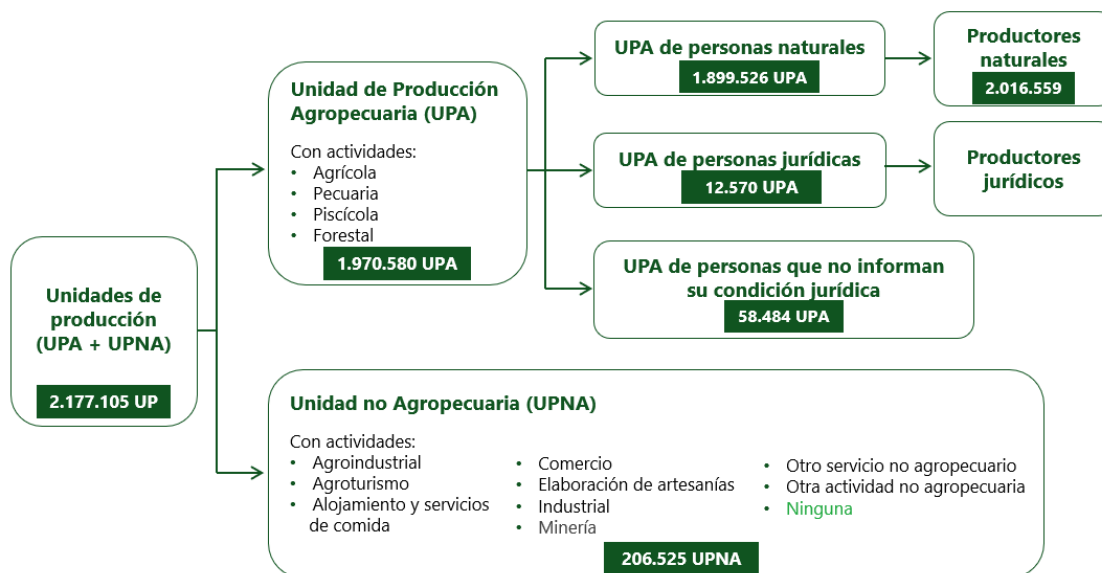 Unidades de
producción
(UPA + UPNA)
2.177.105 UP
Unidad de Producción
Agropecuaria (UPA)
Con actividades:
• Agrícola
• Pecuaria
• Piscícola
• Forestal
1.970.580 UPA
UPA de personas naturales
1.899.526 UPA
Productores
naturales
2.016.559
UPA de personas jurídicas
12.570 UPA
Productores
jurídicos
UPA de personas que no informan
su condición jurídica
58.484 UPA
Unidad no Agropecuaria (UPNA)
Con actividades:
• Agroindustrial
• Agroturismo
• Alojamiento y servicios
de comida
• Comercio
• Elaboración de artesanías
• Industrial
• Minería
• Otro servicio no agropecuario
• Otra actividad no agropecuaria
• Ninguna
206.525 UPNA